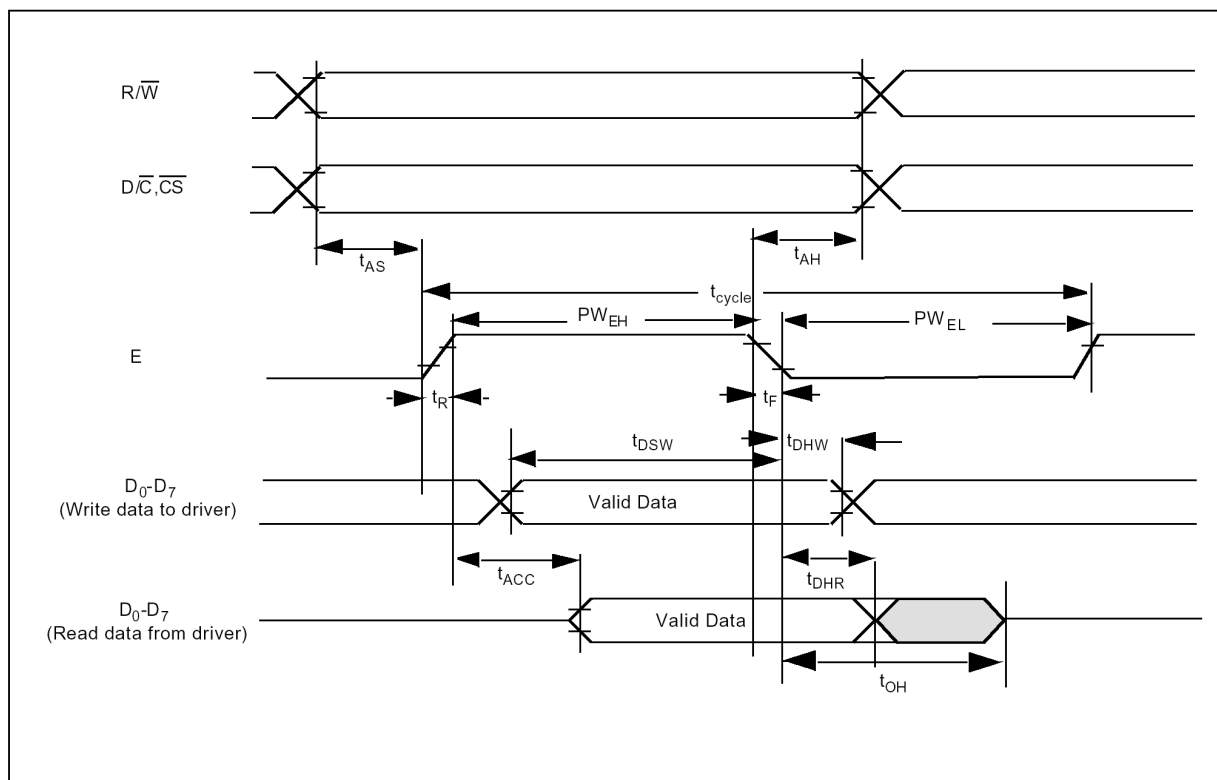 R/W̅
D/C̅,C̅S̅
tAS
tAH
tcycle
PWEH
PWEL
E
tR
tF
tDSW
tDHW
D0-D7
(Write data to driver)
Valid Data
tACC
tDHR
D0-D7
(Read data from driver)
Valid Data
tOH